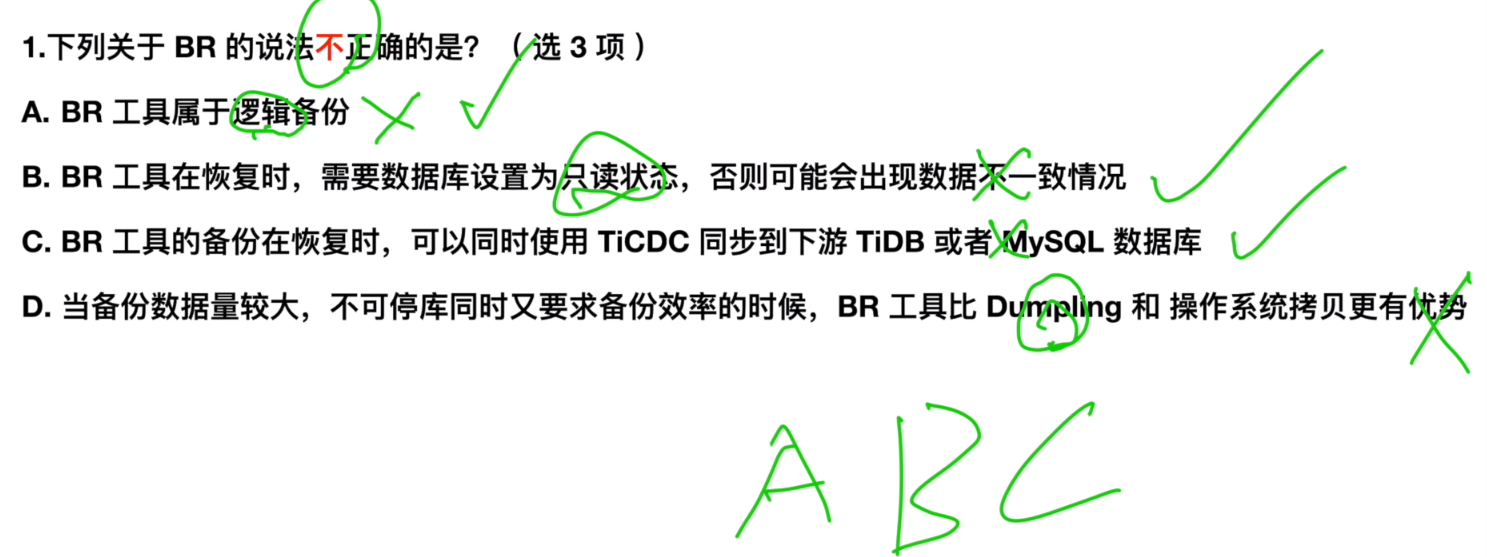 1.下列关于 BR 的说法不正确的是？（选 3 项）
A. BR 工具属于逻辑备份
B. BR 工具在恢复时，需要数据库设置为只读状态，否则可能会出现数据不一致情况
C. BR 工具的备份在恢复时，可以同时使用 TiCDC 同步到下游 TiDB 或者 MySQL 数据库
D. 当备份数据量较大，不可停库同时又要求备份效率的时候，BR 工具比 Dumpling 和 操作系统拷贝更有优势
A B C